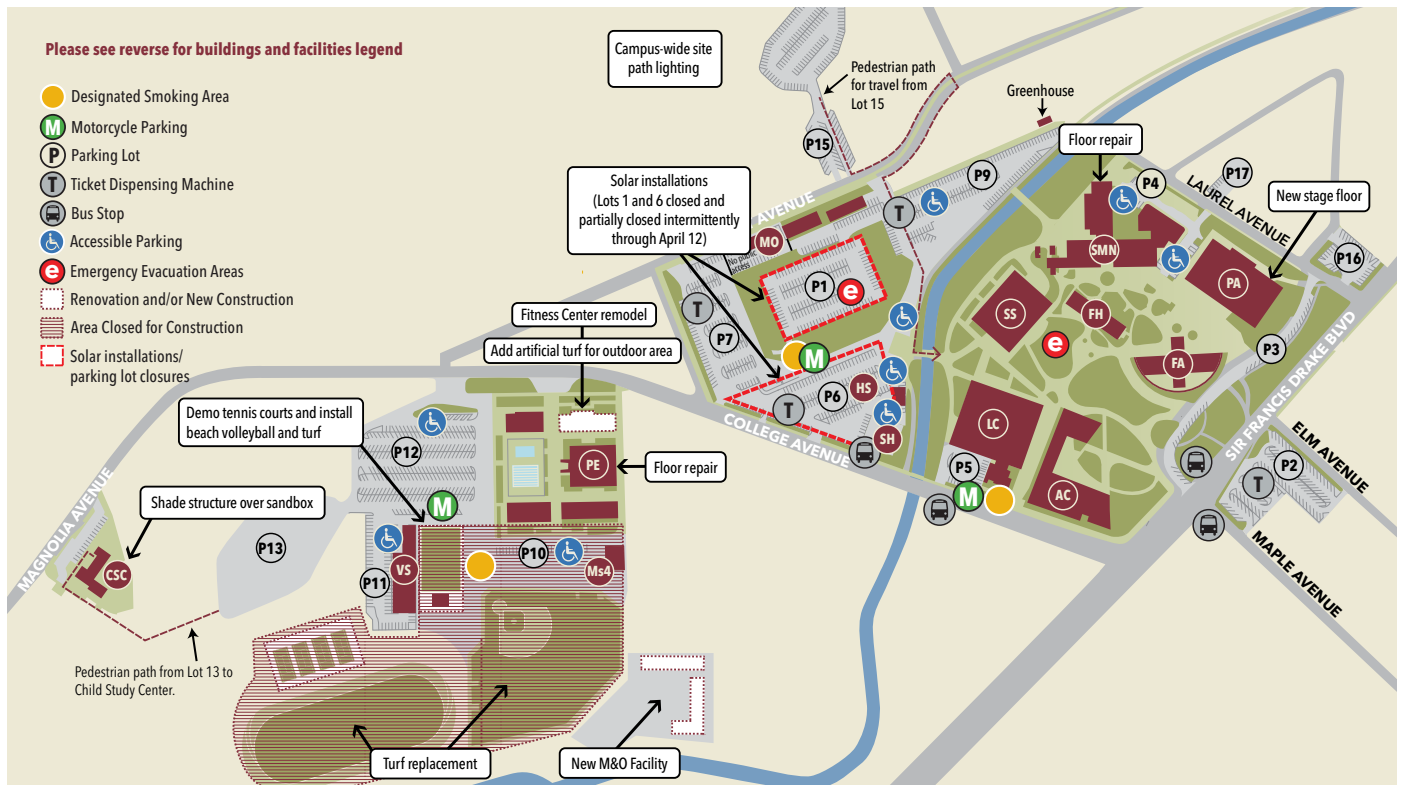 Please see reverse for buildings and facilities legend
Designated Smoking Area
M
Motorcycle Parking
P
Parking Lot
T
Ticket Dispensing Machine
Bus Stop
Accessible Parking
e
Emergency Evacuation Areas
Renovation and/or New Construction
Area Closed for Construction
Solar installations/
parking lot closures
Campus-wide site
path lighting
Pedestrian path
for travel from
Lot 15
Greenhouse
P15
Floor repair
Solar installations
(Lots 1 and 6 closed and
partially closed intermittently
through April 12)
P9
P4
P17
LAUREL AVENUE
New stage floor
AVENUE
T
MO
No public
access
SMN
P16
P1
e
PA
T
SS
FH
P7
e
P3
M
FA
SIR FRANCIS DRAKE BLVD
Fitness Center remodel
Add artificial turf for outdoor area
P6
HS
T
SH
COLLEGE AVENUE
LC
ELM AVENUE
Demo tennis courts and install
beach volleyball and turf
P12
PE
Floor repair
P5
M
AC
P2
T
MAPLE AVENUE
MAGNOLIA AVENUE
Shade structure over sandbox
M
P13
CSC
P11
VS
P10
Ms4
Pedestrian path from Lot 13 to
Child Study Center.
Turf replacement
New M&O Facility